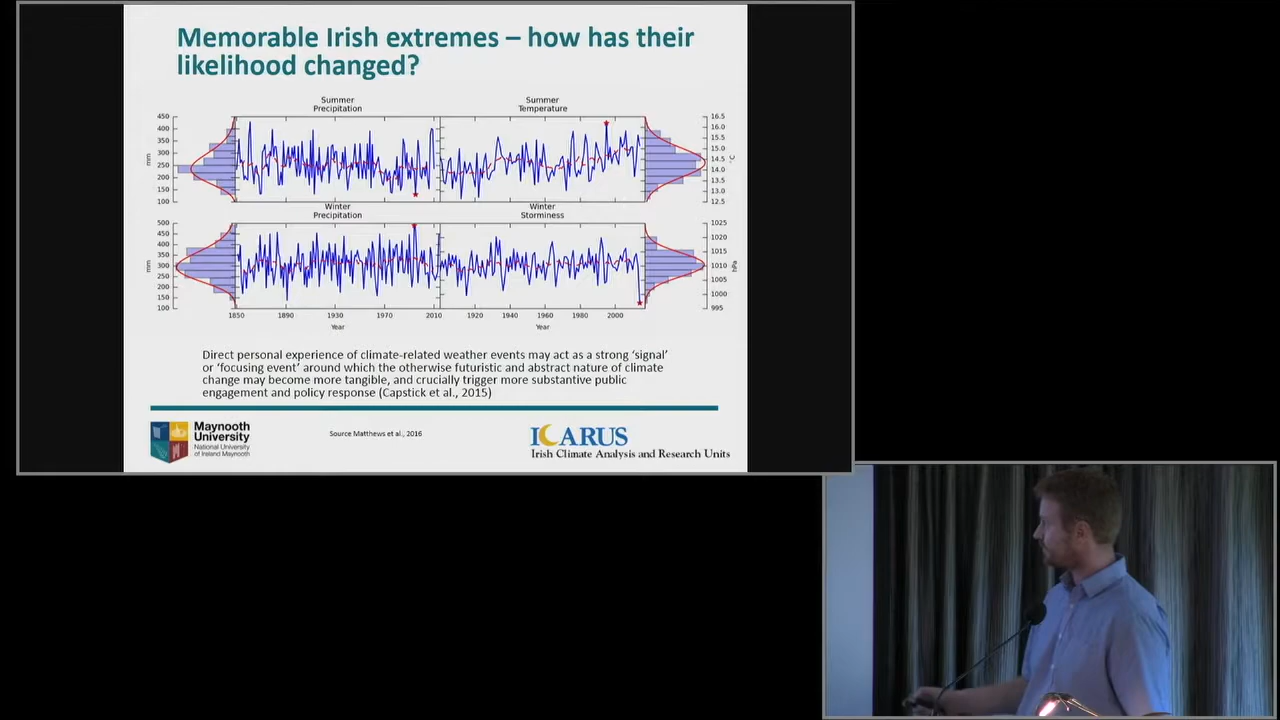 Memorable Irish extremes – how has their
likelihood changed?
Summer
Precipitation
Summer
Temperature
450
400
350
300
250
200
150
100
mm
16.5
16.0
15.5
15.0
14.5
14.0
13.5
13.0
12.5
°C
Winter
Precipitation
Winter
Storminess
500
450
400
350
300
250
200
150
100
mm
1025
1020
1015
1010
1005
1000
995
hPa
1850 1890 1930 1970 2010
1920 1940 1960 1980 2000
Year
Year
Direct personal experience of climate-related weather events may act as a strong ‘signal’
or ‘focusing event’ around which the otherwise futuristic and abstract nature of climate
change may become more tangible, and crucially trigger more substantive public
engagement and policy response (Capstick et al., 2015)
Maynooth
University
National University
of Ireland Maynooth
Source Matthews et al., 2016
ICARUS
Irish Climate Analysis and Research Units